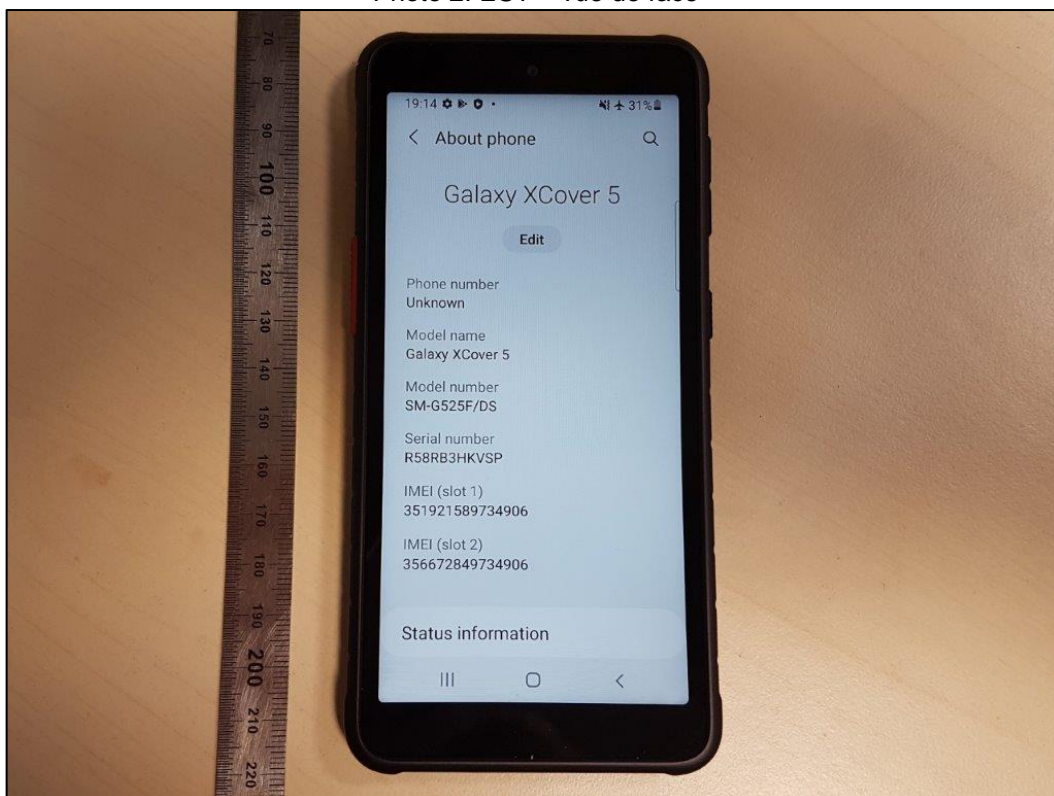 19:14
31%
About phone
Galaxy XCover 5
Edit
Phone number
Unknown
Model name
Galaxy XCover 5
Model number
SM-G525F/DS
Serial number
R58RB3HKVSP
IMEI (slot 1)
351921589734906
IMEI (slot 2)
356672849734906
Status information
70
80
90
100
110
120
130
140
150
160
170
180
190
200
210
220